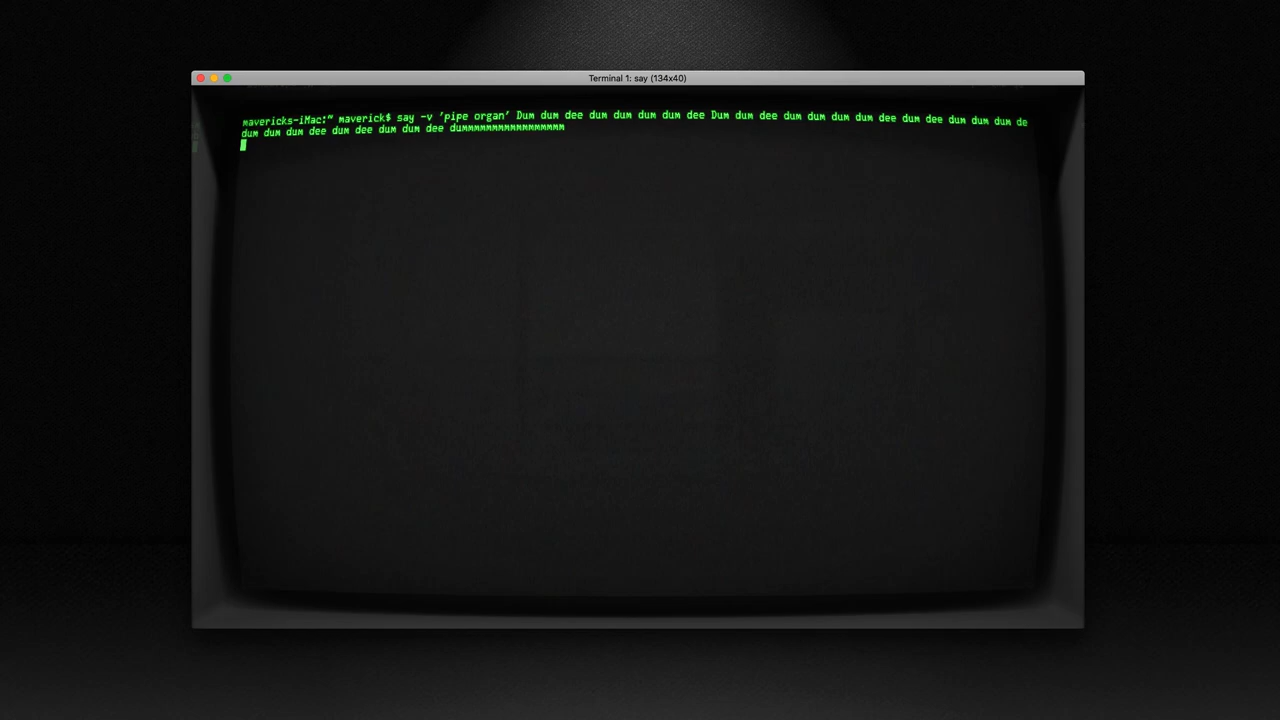 Terminal 1: say (134x40)
mavericks-iMac:~ maverick$ say -v 'pipe organ' Dum dum dee dum dum dum dum dee Dum dum dee dum dum dum dum dee dum dee dum dum dum de
dum dum dum dee dum dee dum dum dee dummmmmmmmmmmmmmmmm